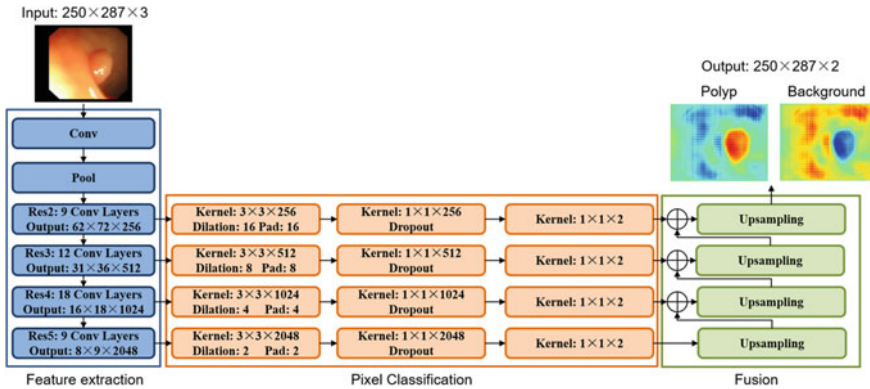 Input: 250×287×3
Output: 250×287×2
Polyp
Background
Conv
Pool
Res2: 9 Conv Layers
Output: 62×72×256
Kernel: 3×3×256
Dilation: 16 Pad: 16
Kernel: 1×1×256
Dropout
Kernel: 1×1×2
Upsampling
Res3: 12 Conv Layers
Output: 31×36×512
Kernel: 3×3×512
Dilation: 8 Pad: 8
Kernel: 1×1×512
Dropout
Kernel: 1×1×2
Upsampling
Res4: 18 Conv Layers
Output: 16×18×1024
Kernel: 3×3×1024
Dilation: 4 Pad: 4
Kernel: 1×1×1024
Dropout
Kernel: 1×1×2
Upsampling
Res5: 9 Conv Layers
Output: 8×9×2048
Kernel: 3×3×2048
Dilation: 2 Pad: 2
Kernel: 1×1×2048
Dropout
Kernel: 1×1×2
Upsampling
Feature extraction
Pixel Classification
Fusion